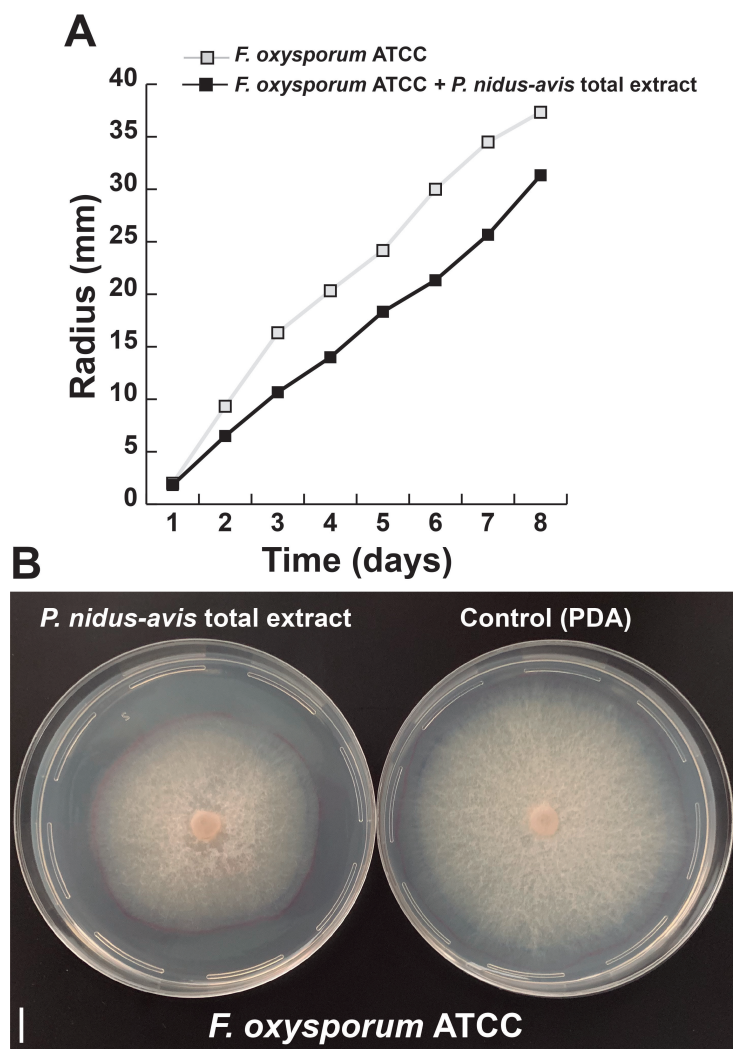 A
F. oxysporum ATCC
F. oxysporum ATCC + P. nidus-avis total extract
40
35
30
25
20
15
10
5
0
Radius (mm)
1 2 3 4 5 6 7 8
Time (days)
B
P. nidus-avis total extract
Control (PDA)
F. oxysporum ATCC